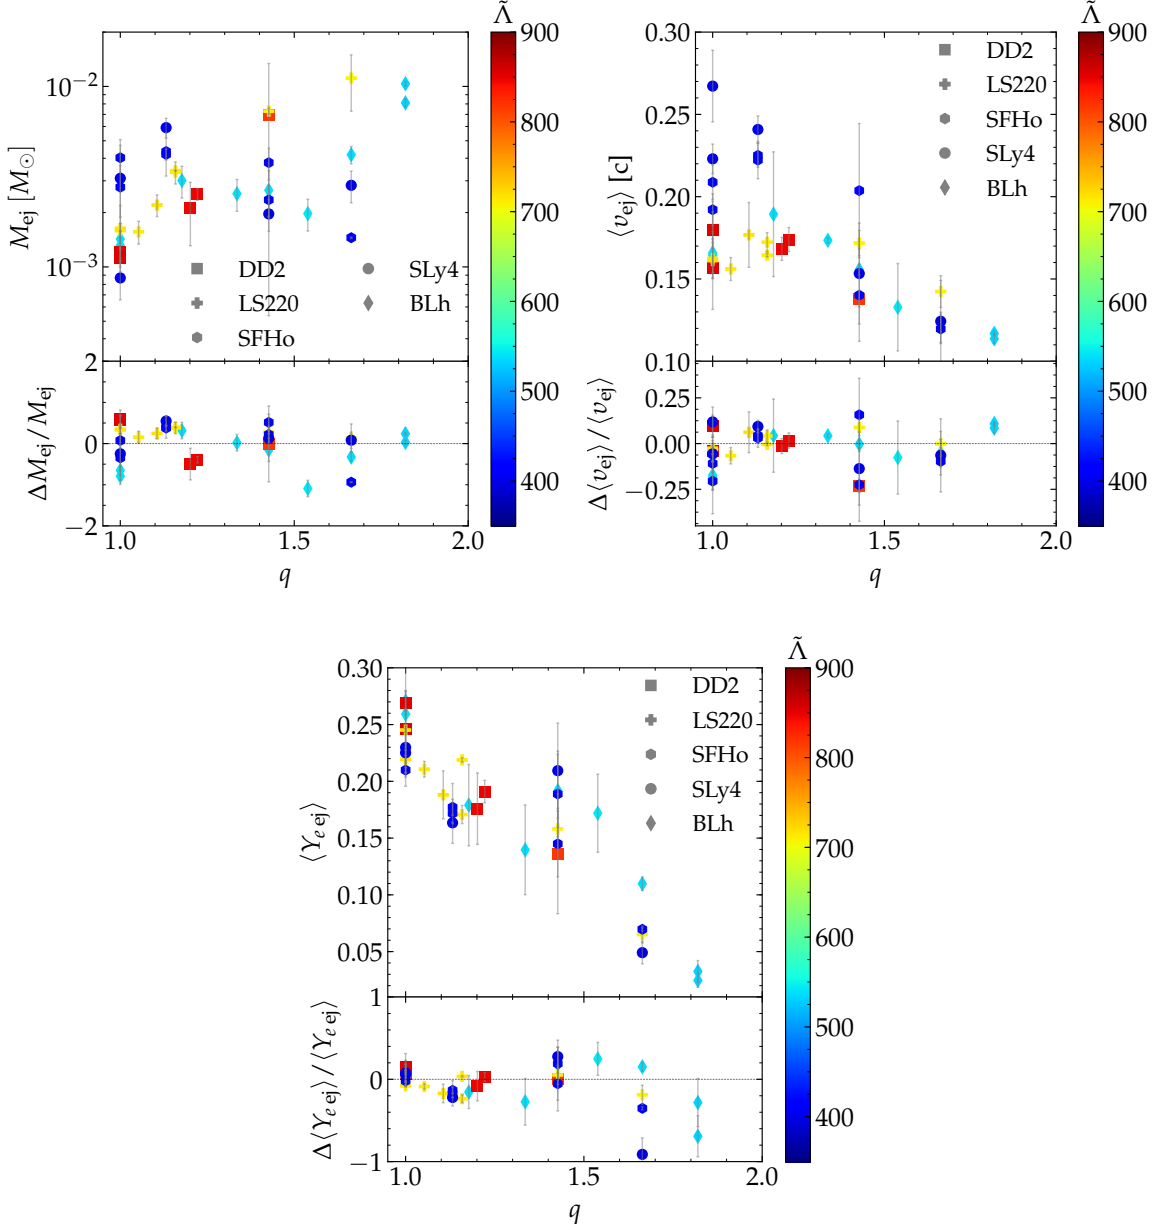 Λ̃
Λ̃
10⁻²
10⁻³
M_ej [M_⊙]
DD2
LS220
SFHo
SLy4
BLh
900
800
700
600
500
400
2
0
−2
ΔM_ej/M_ej
1.0
1.5
2.0
q
0.30
0.25
0.20
0.15
0.10
⟨v_ej⟩ [c]
DD2
LS220
SFHo
SLy4
BLh
900
800
700
600
500
400
0.25
0.00
−0.25
Δ⟨v_ej⟩/⟨v_ej⟩
1.0
1.5
2.0
q
Λ̃
0.30
0.25
0.20
0.15
0.10
0.05
⟨Y_e ej⟩
DD2
LS220
SFHo
SLy4
BLh
900
800
700
600
500
400
1
0
−1
Δ⟨Y_e ej⟩/⟨Y_e ej⟩
1.0
1.5
2.0
q